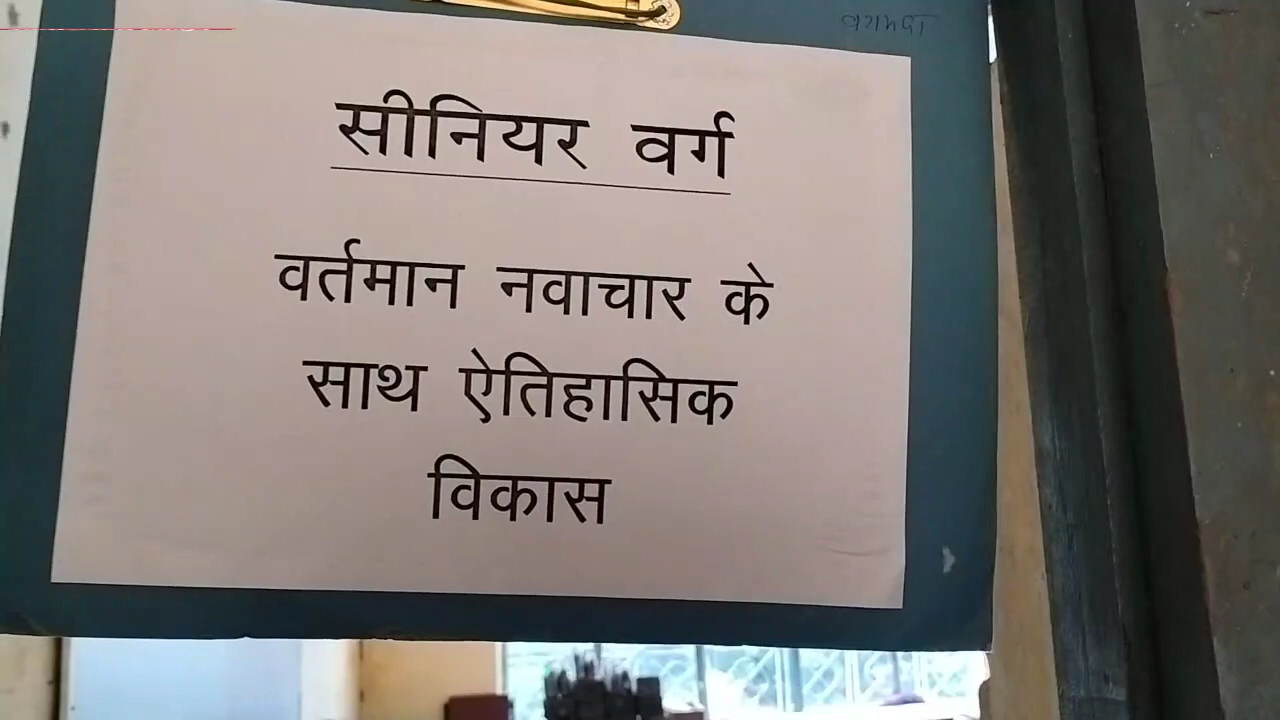 सीनियर वर्ग
वर्तमान नवाचार के
साथ ऐतिहासिक
विकास